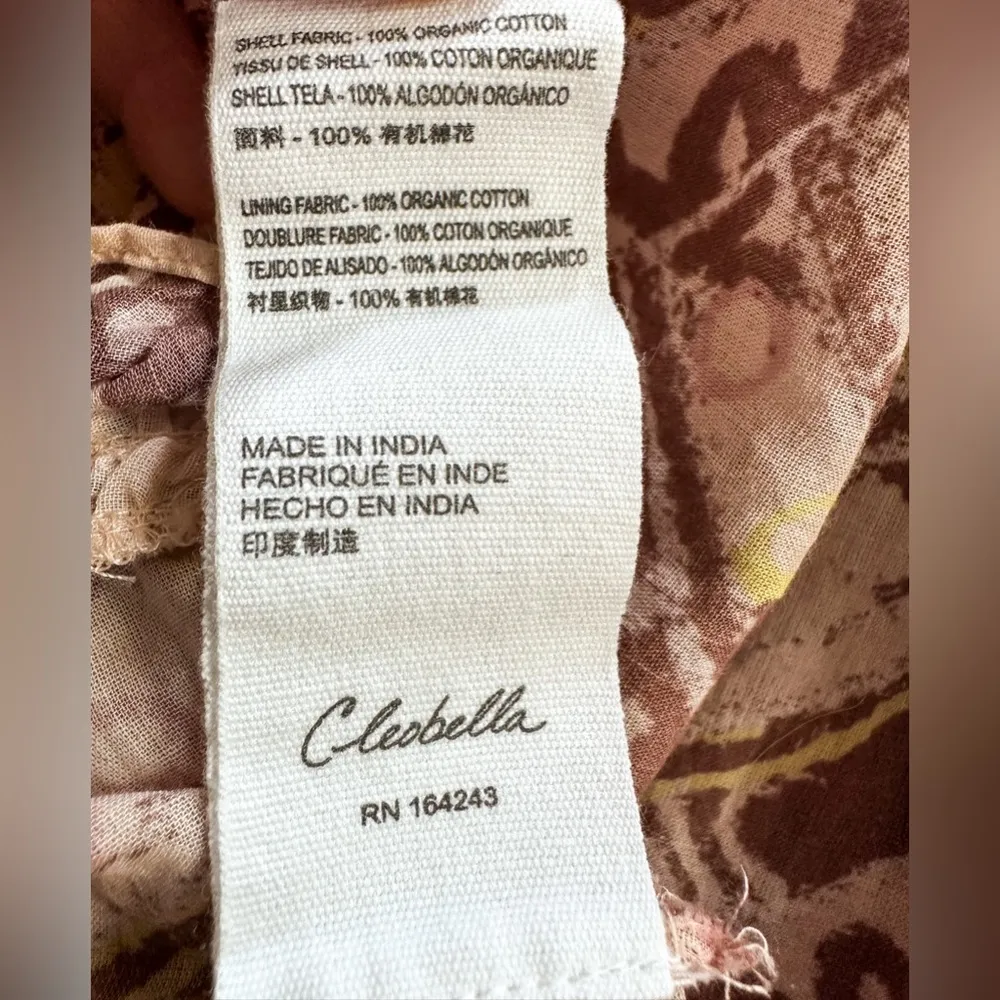 SHELL FABRIC - 100% ORGANIC COTTON
TISSU DE SHELL - 100% COTON ORGANIQUE
SHELL TELA - 100% ALGODÓN ORGÁNICO
面料 - 100% 有机棉花
LINING FABRIC - 100% ORGANIC COTTON
DOUBLURE FABRIC - 100% COTON ORGANIQUE
TEJIDO DE ALISADO - 100% ALGODÓN ORGÁNICO
衬里织物 - 100% 有机棉花
MADE IN INDIA
FABRIQUÉ EN INDE
HECHO EN INDIA
印度制造
Cleobella
RN 164243